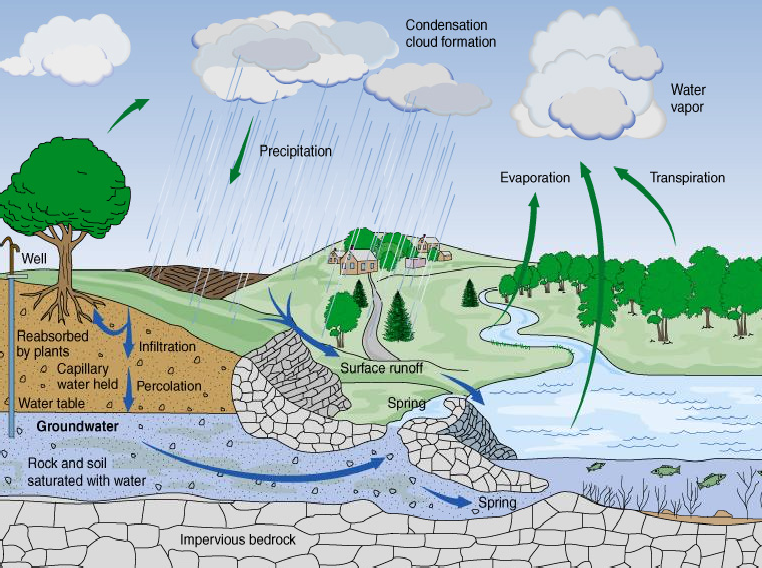 Condensation
cloud formation
Water
vapor
Precipitation
Evaporation
Transpiration
Well
Reabsorbed
by plants
Infiltration
Capillary
water held
Percolation
Surface runoff
Water table
Spring
Groundwater
Rock and soil
saturated with water
Spring
Impervious bedrock